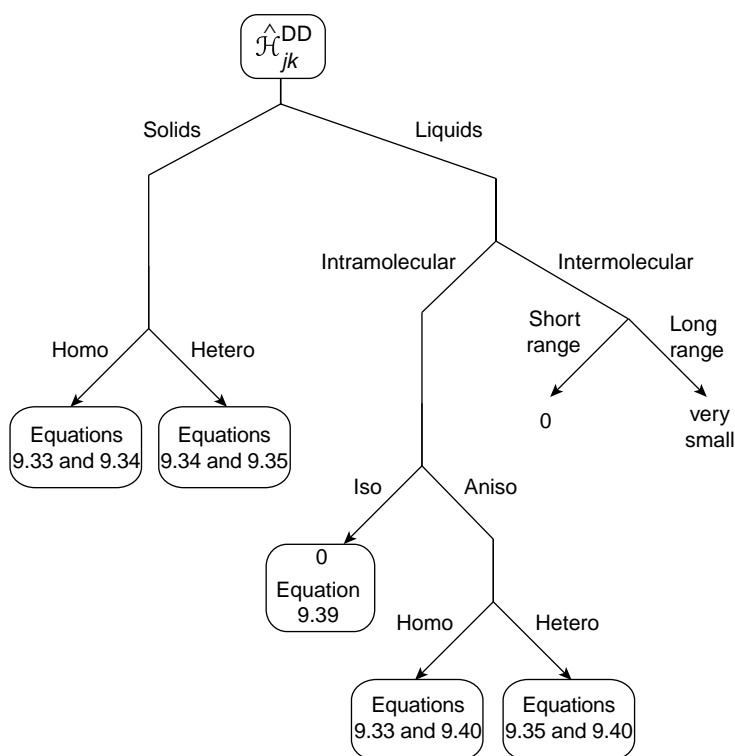 Ĥ^DD_jk
Solids
Liquids
Intramolecular
Intermolecular
Short
range
Long
range
Homo
Hetero
0
very
small
Equations
9.33 and 9.34
Equations
9.34 and 9.35
Iso
Aniso
0
Equation
9.39
Homo
Hetero
Equations
9.33 and 9.40
Equations
9.35 and 9.40